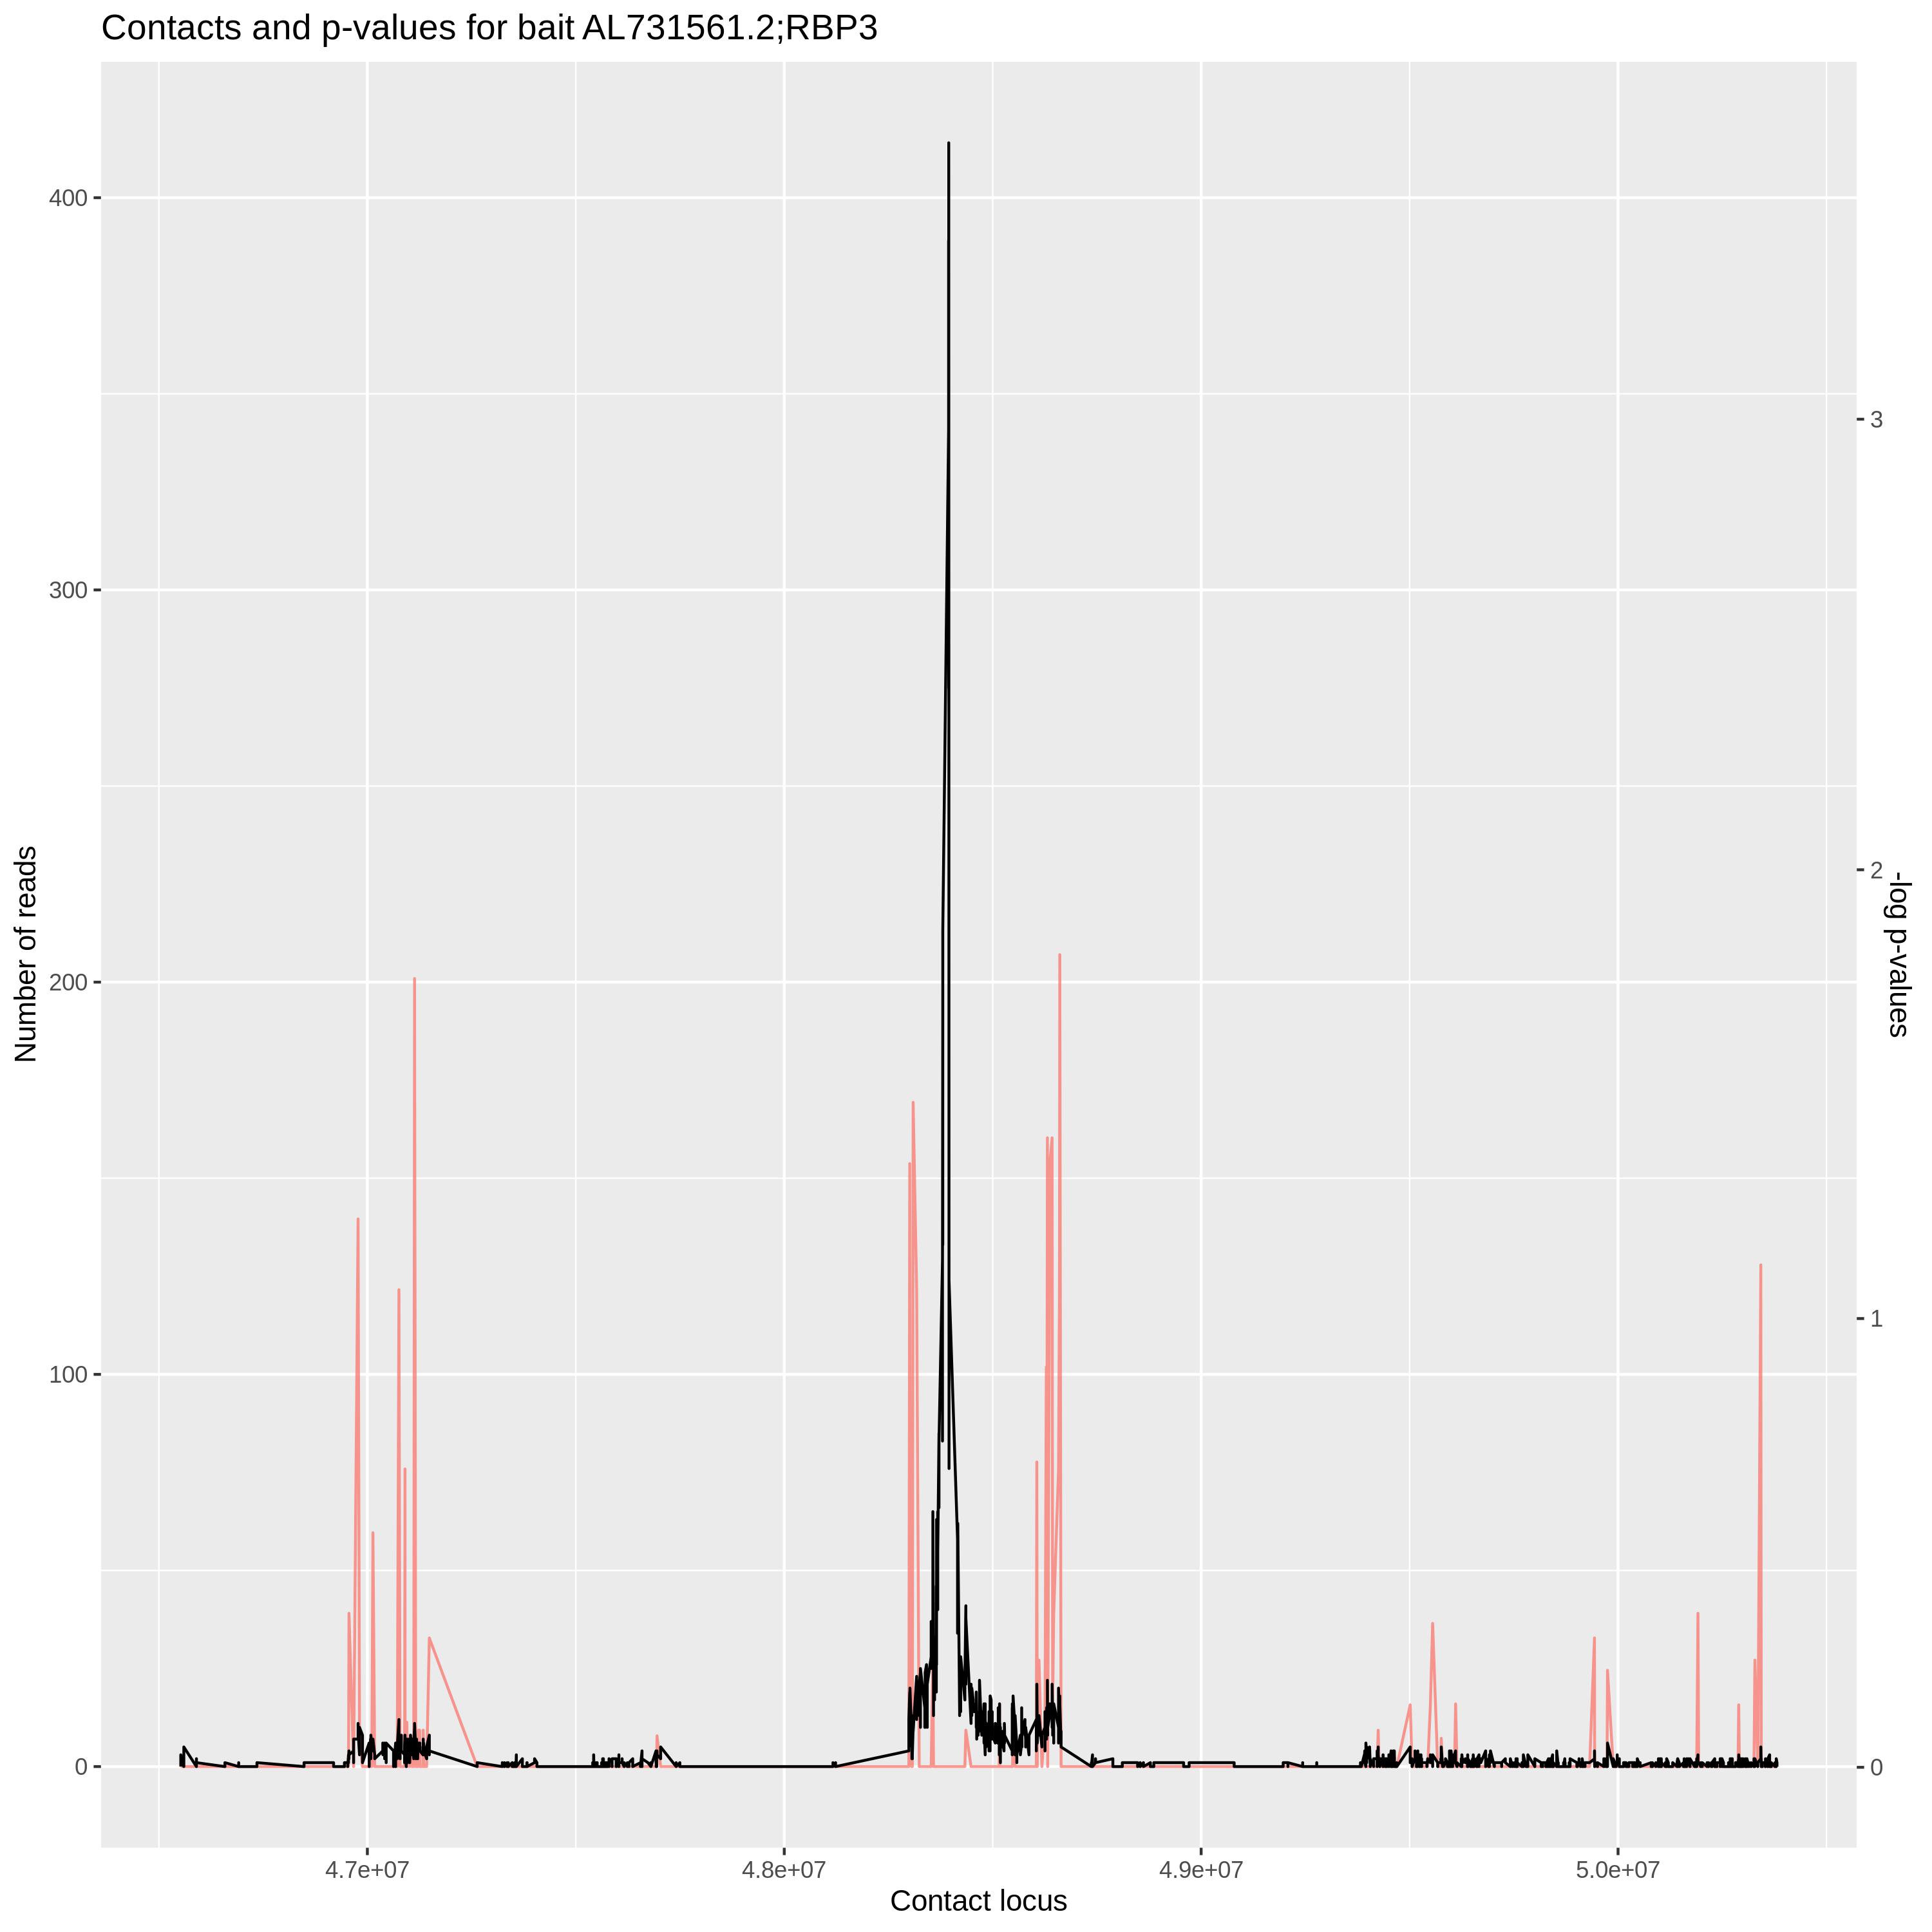 Contacts and p-values for bait AL731561.2;RBP3
400
300
200
100
0
Number of reads
3
2
1
0
-log p-values
4.7e+07
4.8e+07
4.9e+07
5.0e+07
Contact locus